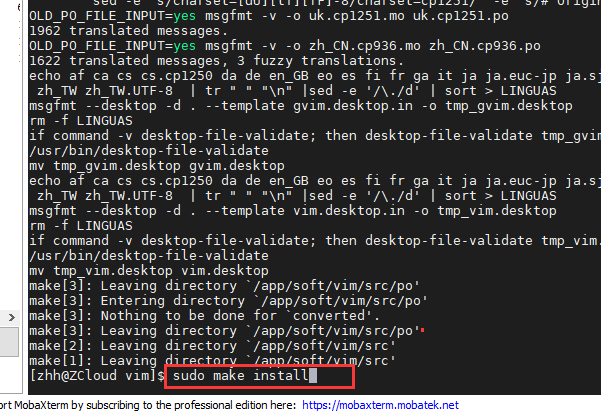 sed -e 's/charset=[uU][tT][fF]-8/charset=cp1251/' -e 's/# Origin
OLD_PO_FILE_INPUT=yes msgfmt -v -o uk.cp1251.mo uk.cp1251.po
1962 translated messages.
OLD_PO_FILE_INPUT=yes msgfmt -v -o zh_CN.cp936.mo zh_CN.cp936.po
1622 translated messages, 3 fuzzy translations.
echo af ca cs cs.cp1250 da de en_GB eo es fi fr ga it ja ja.euc-jp ja.sj
zh_TW zh_TW.UTF-8 | tr " " "\n" |sed -e '/\./d' | sort > LINGUAS
msgfmt --desktop -d . --template gvim.desktop.in -o tmp_gvim.desktop
rm -f LINGUAS
if command -v desktop-file-validate; then desktop-file-validate tmp_gvim
/usr/bin/desktop-file-validate
mv tmp_gvim.desktop gvim.desktop
echo af ca cs cs.cp1250 da de en_GB eo es fi fr ga it ja ja.euc-jp ja.sj
zh_TW zh_TW.UTF-8 | tr " " "\n" |sed -e '/\./d' | sort > LINGUAS
msgfmt --desktop -d . --template vim.desktop.in -o tmp_vim.desktop
rm -f LINGUAS
if command -v desktop-file-validate; then desktop-file-validate tmp_vim.
/usr/bin/desktop-file-validate
mv tmp_vim.desktop vim.desktop
make[3]: Leaving directory `/app/soft/vim/src/po'
make[3]: Entering directory `/app/soft/vim/src/po'
make[3]: Nothing to be done for `converted'.
make[3]: Leaving directory `/app/soft/vim/src/po'
make[2]: Leaving directory `/app/soft/vim/src'
make[1]: Leaving directory `/app/soft/vim/src'
[zhh@ZCloud vim]$ sudo make install
ort MobaXterm by subscribing to the professional edition here: https://mobaxterm.mobatek.net